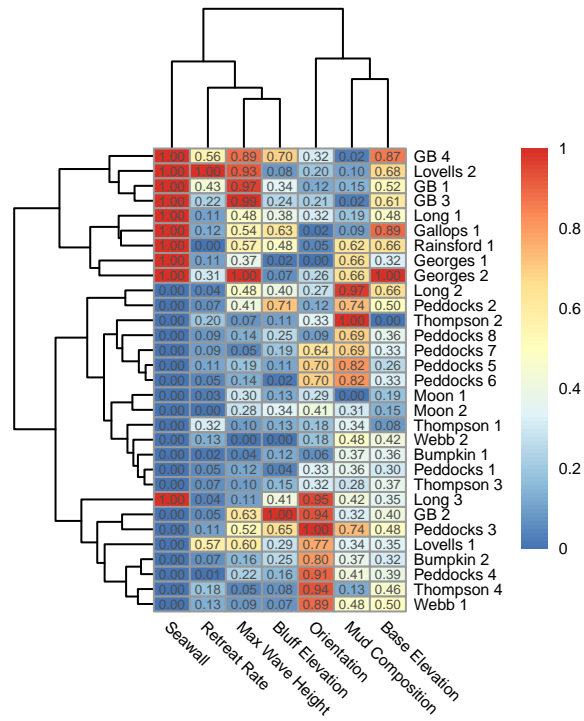 1.00 0.56 0.89 0.70 0.32 0.02 0.87 GB 4
1.00 1.00 0.93 0.08 0.20 0.10 0.68 Lovells 2
1.00 0.43 0.97 0.34 0.12 0.15 0.52 GB 1
1.00 0.22 0.99 0.24 0.21 0.02 0.61 GB 3
1.00 0.11 0.48 0.38 0.32 0.19 0.48 Long 1
1.00 0.12 0.54 0.63 0.02 0.09 0.89 Gallops 1
1.00 0.00 0.57 0.48 0.05 0.62 0.66 Rainsford 1
1.00 0.11 0.37 0.02 0.00 0.66 0.32 Georges 1
1.00 0.31 1.00 0.07 0.26 0.66 1.00 Georges 2
0.00 0.04 0.48 0.40 0.27 0.97 0.66 Long 2
0.00 0.07 0.41 0.71 0.12 0.74 0.50 Peddocks 2
0.00 0.20 0.07 0.11 0.33 1.00 0.00 Thompson 2
0.00 0.09 0.14 0.25 0.09 0.69 0.36 Peddocks 8
0.00 0.09 0.05 0.19 0.64 0.69 0.33 Peddocks 7
0.00 0.11 0.19 0.11 0.70 0.82 0.26 Peddocks 5
0.00 0.05 0.14 0.02 0.70 0.82 0.33 Peddocks 6
0.00 0.03 0.30 0.13 0.29 0.00 0.19 Moon 1
0.00 0.00 0.28 0.34 0.41 0.31 0.15 Moon 2
0.00 0.32 0.10 0.13 0.18 0.34 0.08 Thompson 1
0.00 0.13 0.00 0.00 0.18 0.48 0.42 Webb 2
0.00 0.02 0.04 0.12 0.06 0.37 0.36 Bumpkin 1
0.00 0.05 0.12 0.04 0.33 0.36 0.30 Peddocks 1
0.00 0.07 0.10 0.15 0.32 0.28 0.37 Thompson 3
1.00 0.04 0.11 0.41 0.95 0.42 0.35 Long 3
0.00 0.05 0.63 1.00 0.94 0.32 0.40 GB 2
0.00 0.11 0.52 0.65 1.00 0.74 0.48 Peddocks 3
0.00 0.57 0.60 0.29 0.77 0.34 0.35 Lovells 1
0.00 0.07 0.16 0.25 0.80 0.37 0.32 Bumpkin 2
0.00 0.01 0.22 0.16 0.91 0.41 0.39 Peddocks 4
0.00 0.18 0.05 0.08 0.94 0.13 0.46 Thompson 4
0.00 0.13 0.09 0.07 0.89 0.48 0.50 Webb 1
Seawall
Retreat Rate
Max Wave Height
Bluff Elevation
Orientation
Mud Composition
Base Elevation
1
0.8
0.6
0.4
0.2
0